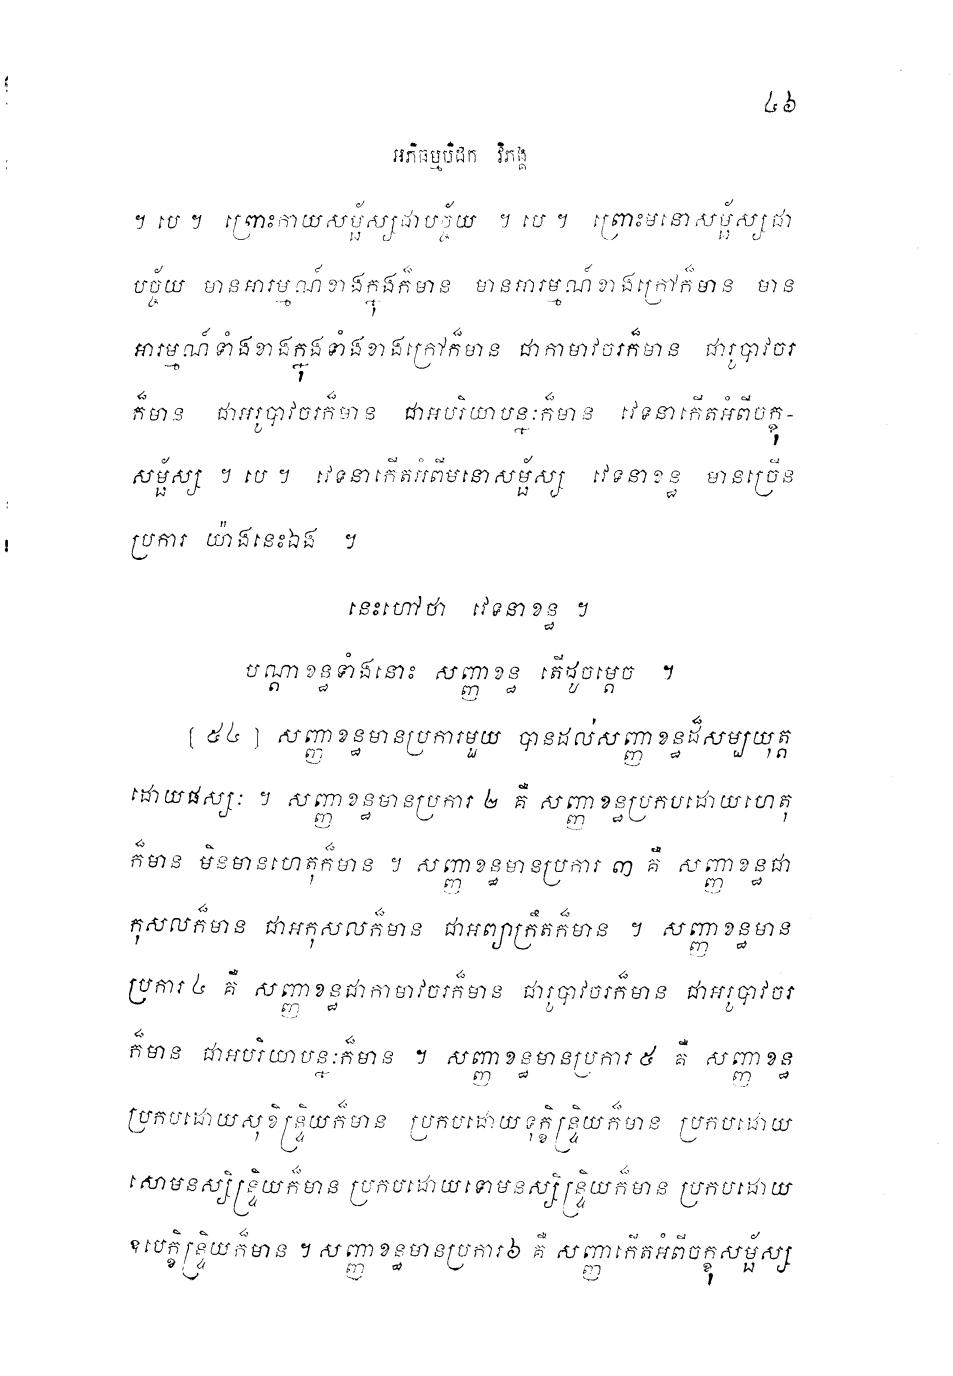 ៤៦
អភិធម្មបិដក វិភង្គ
។ បេ ។ ព្រោះកាយសម្ផ័ស្សជាបច្ច័យ ។ បេ ។ ព្រោះមនោសម្ផ័ស្សជា
បច្ច័យ មានអារម្មណ៍ខាងក្នុងក៏មាន មានអារម្មណ៍ខាងក្រៅក៏មាន មាន
អារម្មណ៍ទាំងខាងក្នុងទាំងខាងក្រៅក៏មាន ជាកាមាវចរក៏មាន ជារូបាវចរ
ក៏មាន ជាអរូបាវចរក៏មាន ជាអបរិយាបន្នៈក៏មាន វេទនាកើតអំពីចក្ខុ-
សម្ផ័ស្ស ។ បេ ។ វេទនាកើតអំពីមនោសម្ផ័ស្ស វេទនាខន្ធ មានច្រើន
ប្រការ យ៉ាងនេះឯង ។
នេះហៅថា វេទនាខន្ធ ។
បណ្តាខន្ធទាំងនោះ សញ្ញាខន្ធ តើដូចម្តេច ។
[ ៥៤ ] សញ្ញាខន្ធមានប្រការមួយ បានដល់សញ្ញាខន្ធដ៏សម្បយុត្ត
ដោយផស្សៈ ។ សញ្ញាខន្ធមានប្រការ ២ គឺ សញ្ញាខន្ធប្រកបដោយហេតុ
ក៏មាន មិនមានហេតុក៏មាន ។ សញ្ញាខន្ធមានប្រការ ៣ គឺ សញ្ញាខន្ធជា
កុសលក៏មាន ជាអកុសលក៏មាន ជាអព្យាក្រឹតក៏មាន ។ សញ្ញាខន្ធមាន
ប្រការ ៤ គឺ សញ្ញាខន្ធជាកាមាវចរក៏មាន ជារូបាវចរក៏មាន ជាអរូបាវចរ
ក៏មាន ជាអបរិយាបន្នៈក៏មាន ។ សញ្ញាខន្ធមានប្រការ ៥ គឺ សញ្ញាខន្ធ
ប្រកបដោយសុខិន្ទ្រិយក៏មាន ប្រកបដោយទុក្ខិន្ទ្រិយក៏មាន ប្រកបដោយ
សោមនស្សិន្ទ្រិយក៏មាន ប្រកបដោយទោមនស្សិន្ទ្រិយក៏មាន ប្រកបដោយ
ឧបេក្ខិន្ទ្រិយក៏មាន ។ សញ្ញាខន្ធមានប្រការ ៦ គឺ សញ្ញាកើតអំពីចក្ខុសម្ផ័ស្ស